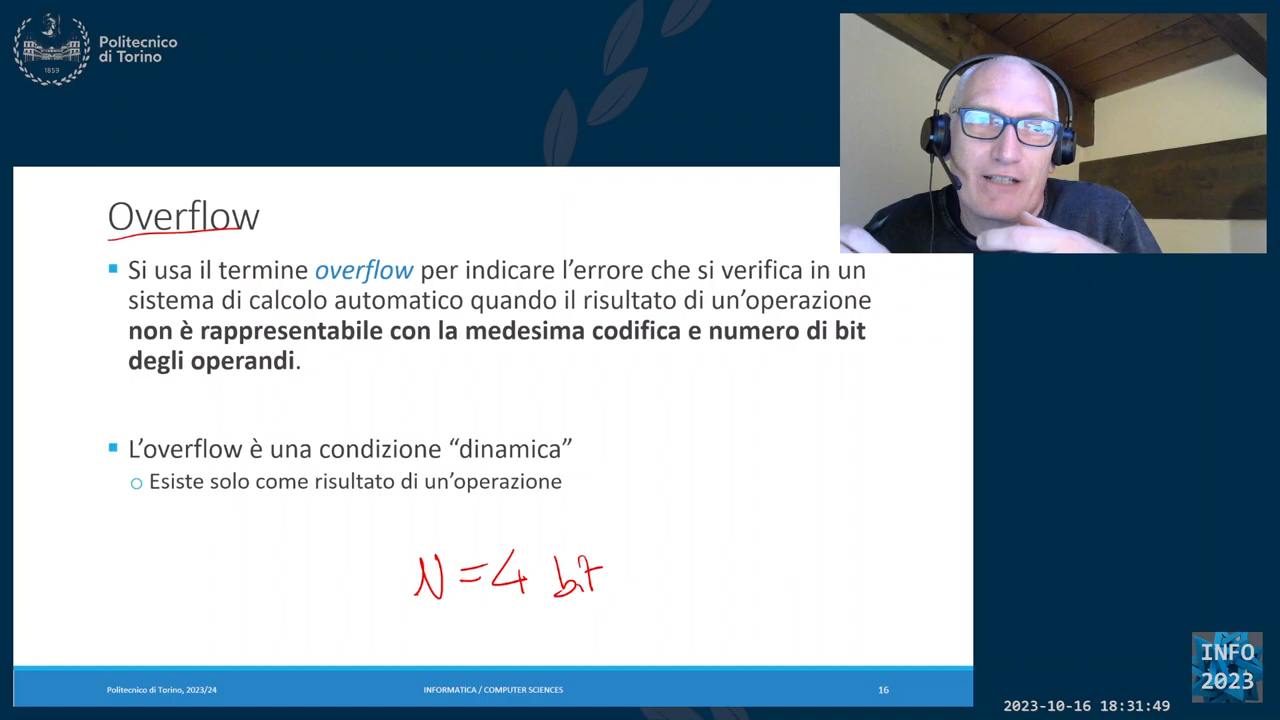 Politecnico
di Torino
1859
Overflow
Si usa il termine overflow per indicare l'errore che si verifica in un
sistema di calcolo automatico quando il risultato di un'operazione
non è rappresentabile con la medesima codifica e numero di bit
degli operandi.
L'overflow è una condizione “dinamica”
Esiste solo come risultato di un'operazione
N = 4 bit
Politecnico di Torino, 2023/24
INFORMATICA / COMPUTER SCIENCES
16
INFO
2023
2023-10-16 18:31:49